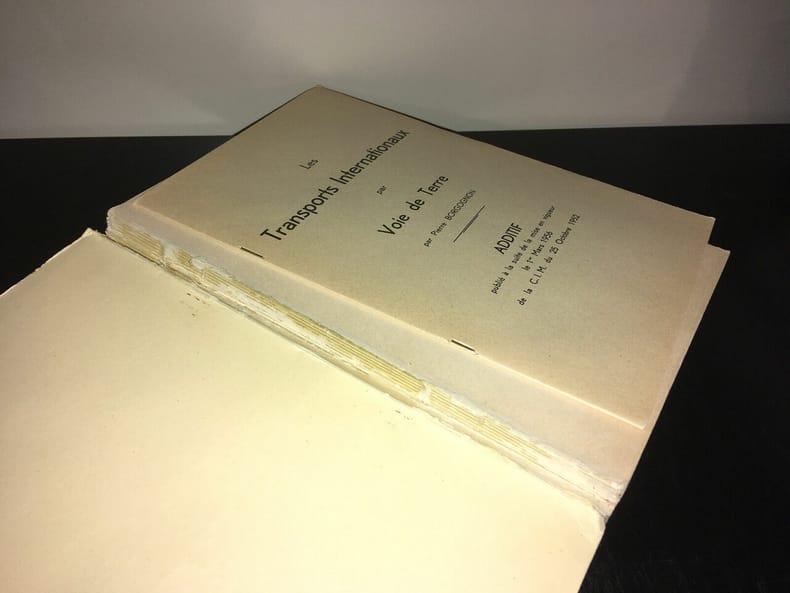 Les
Transports Internationaux
par
Voie de Terre
par Pierre BORGOGNON
ADDITIF
publié à la suite de la mise en vigueur
le 1er Mars 1956
de la C.I.M. du 25 Octobre 1952